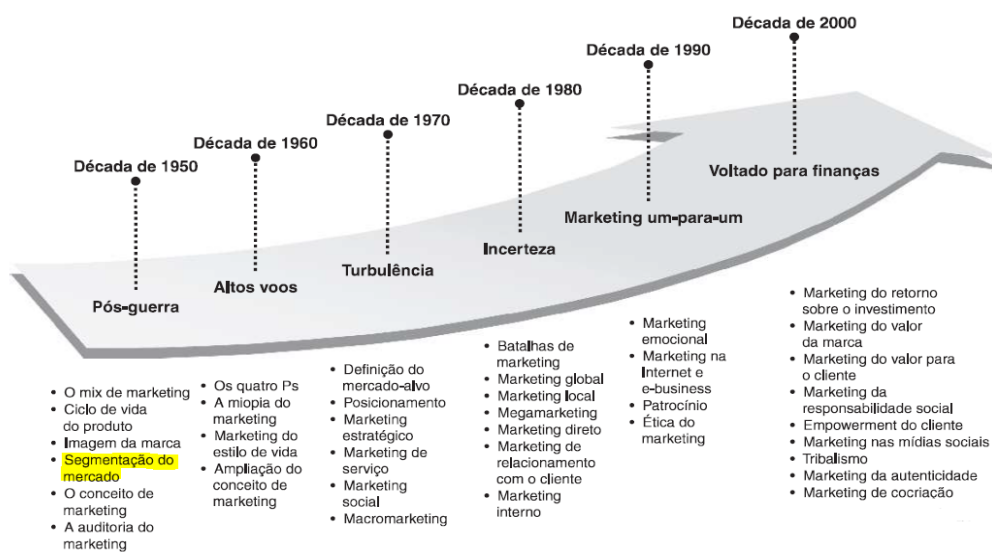 Década de 1950
Pós-guerra
• O mix de marketing
• Ciclo de vida
do produto
• Imagem da marca
• Segmentação do
mercado
• O conceito de
marketing
• A auditoria do
marketing
Década de 1960
Altos voos
• Os quatro Ps
• A miopia do
marketing
• Marketing do
estilo de vida
• Ampliação do
conceito de
marketing
Década de 1970
Turbulência
• Definição do
mercado-alvo
• Posicionamento
• Marketing
estratégico
• Marketing de
serviço
• Marketing
social
• Macromarketing
Década de 1980
Incerteza
• Batalhas de
marketing
• Marketing global
• Marketing local
• Megamarketing
• Marketing direto
• Marketing de
relacionamento
com o cliente
• Marketing
interno
Década de 1990
Marketing um-para-um
• Marketing
emocional
• Marketing na
Internet e
e-business
• Patrocínio
• Ética do
marketing
Década de 2000
Voltado para finanças
• Marketing do retorno
sobre o investimento
• Marketing do valor
da marca
• Marketing do valor para
o cliente
• Marketing da
responsabilidade social
• Empowerment do cliente
• Marketing nas mídias sociais
• Tribalismo
• Marketing da autenticidade
• Marketing de cocriação